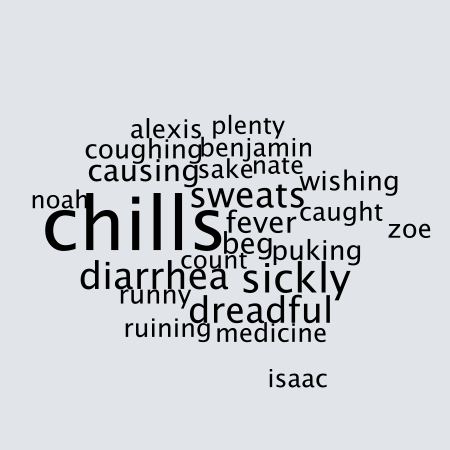 alexis plenty
coughing benjamin
causing sake nate
wishing
noah sweats
chills fever caught
zoe
beg puking
count
diarrhea sickly
runny dreadful
ruining medicine
isaac